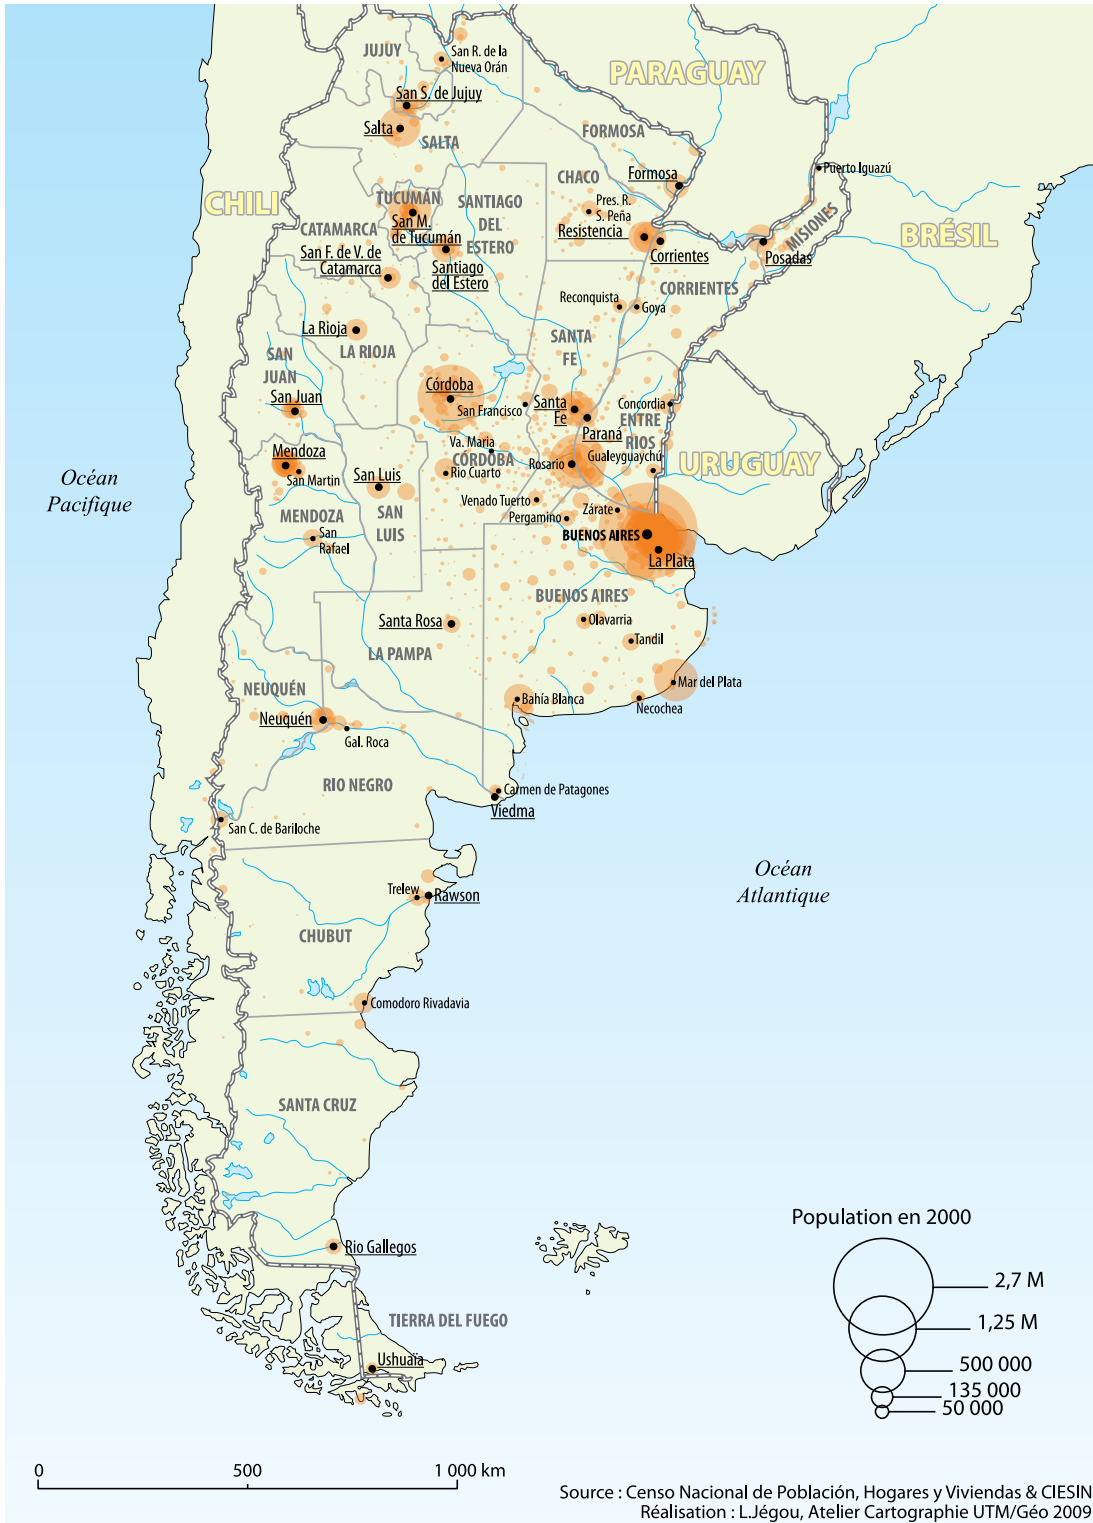 JUJUY
San R. de la
Nueva Orán
PARAGUAY
San S. de Jujuy
Salta
SALTA
FORMOSA
CHACO
Formosa
Puerto Iguazú
CHILI
TUCUMÁN
SANTIAGO
DEL
ESTERO
Pres. R.
S. Peña
MISIONES
BRÉSIL
San M.
de Tucumán
CATAMARCA
Resistencia
Corrientes
Posadas
San F. de V. de
Catamarca
Santiago
del Estero
CORRIENTES
Reconquista
Goya
La Rioja
LA RIOJA
SANTA
FE
SAN
JUAN
San Juan
Córdoba
San Francisco
Santa
Fe
Concordia
Paraná
ENTRE
RIOS
Va. Maria
CÓRDOBA
Gualeyguaychú
URUGUAY
Mendoza
San Martin
San Luis
Rio Cuarto
Rosario
Océan
Pacifique
MENDOZA
SAN
LUIS
Venado Tuerto
Pergamino
Zárate
San
Rafael
BUENOS AIRES
La Plata
BUENOS AIRES
Santa Rosa
LA PAMPA
Olavarria
Tandil
NEUQUÉN
Mar del Plata
Neuquén
Bahía Blanca
Necochea
Gal. Roca
RIO NEGRO
Carmen de Patagones
Viedma
San C. de Bariloche
Océan
Atlantique
Trelew
Rawson
CHUBUT
Comodoro Rivadavia
SANTA CRUZ
Population en 2000
Rio Gallegos
2,7 M
1,25 M
TIERRA DEL FUEGO
Ushuaïa
500 000
135 000
50 000
0 500 1 000 km
Source : Censo Nacional de Población, Hogares y Viviendas & CIESIN
Réalisation : L.Jégou, Atelier Cartographie UTM/Géo 2009